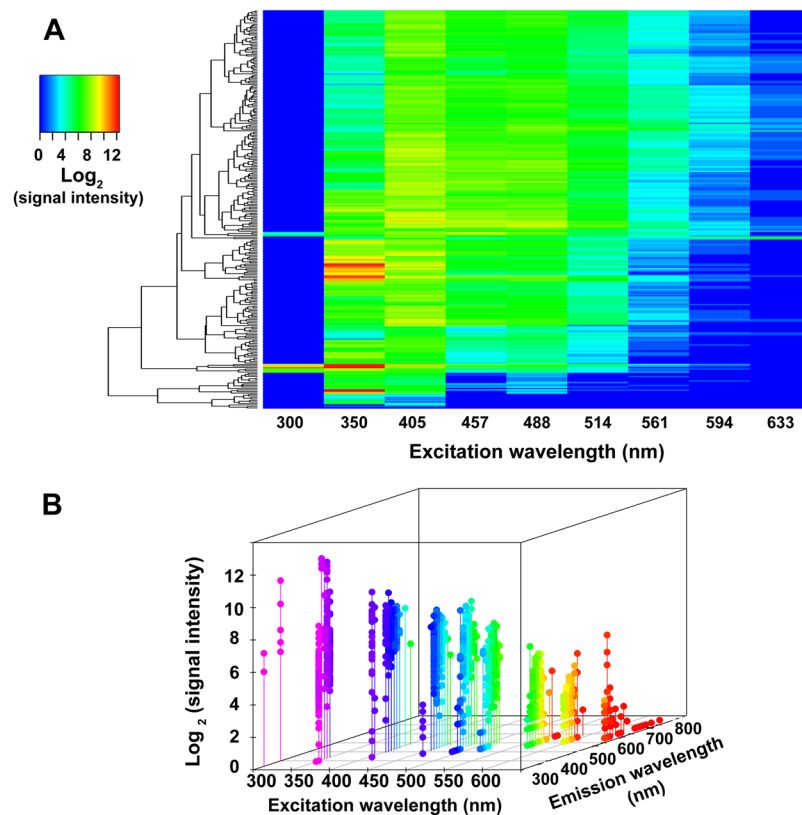 A
0 4 8 12
Log2
(signal intensity)
300 350 405 457 488 514 561 594 633
Excitation wavelength (nm)
B
Log 2 (signal intensity)
12
10
8
6
4
2
0
300 350 400 450 500 550 600
Excitation wavelength (nm)
300 400 500 600 700 800
Emission wavelength
(nm)